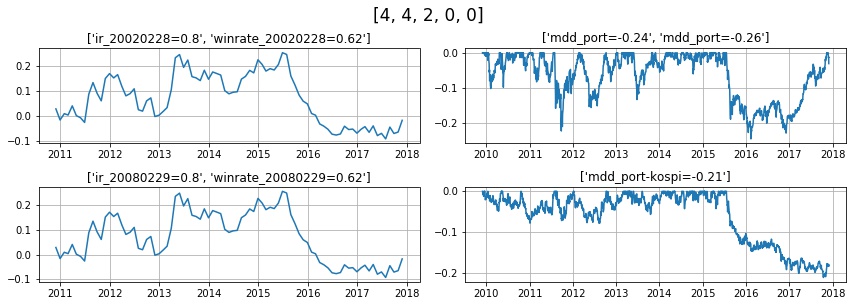 [4, 4, 2, 0, 0]
['ir_20020228=0.8', 'winrate_20020228=0.62']
0.2
0.1
0.0
−0.1
2011 2012 2013 2014 2015 2016 2017 2018
['mdd_port=-0.24', 'mdd_port=-0.26']
0.0
−0.1
−0.2
2010 2011 2012 2013 2014 2015 2016 2017 2018
['ir_20080229=0.8', 'winrate_20080229=0.62']
0.2
0.1
0.0
−0.1
2011 2012 2013 2014 2015 2016 2017 2018
['mdd_port-kospi=-0.21']
0.0
−0.1
−0.2
2010 2011 2012 2013 2014 2015 2016 2017 2018